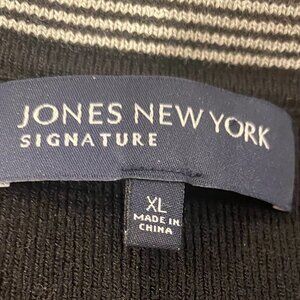 JONES NEW YORK
SIGNATURE
XL
MADE IN
CHINA